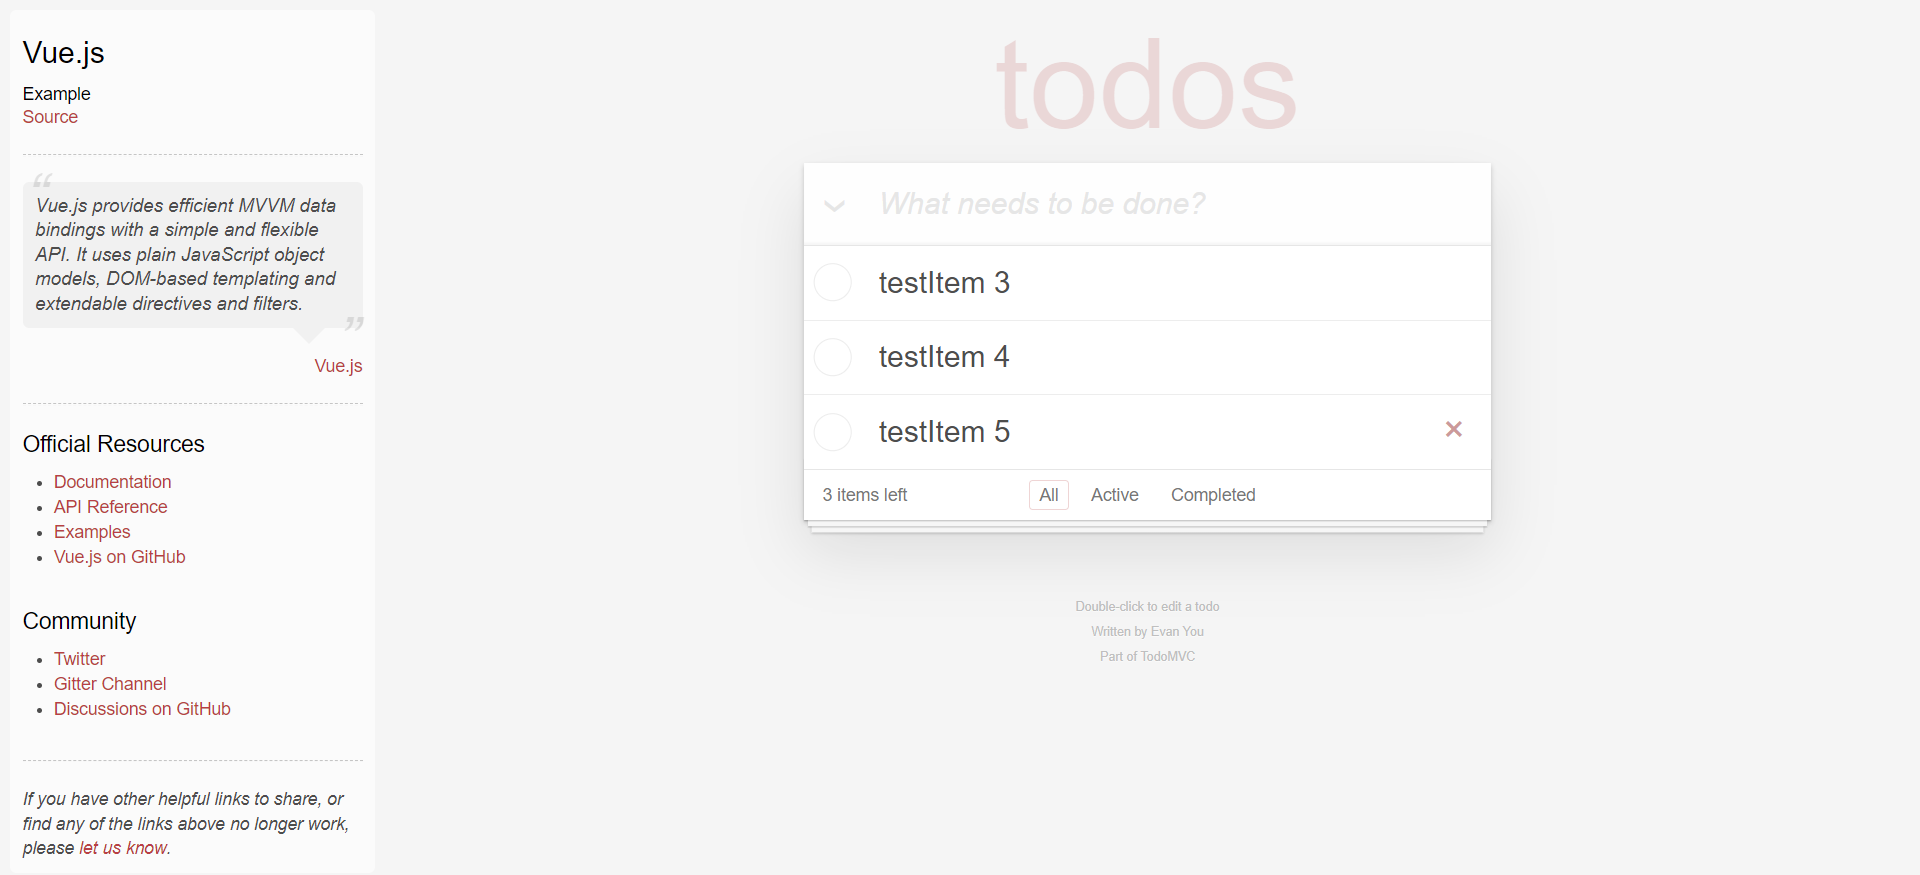 Vue.js
Example
Source
“
Vue.js provides efficient MVVM data
bindings with a simple and flexible
API. It uses plain JavaScript object
models, DOM-based templating and
extendable directives and filters.
”
Vue.js
Official Resources
• Documentation
• API Reference
• Examples
• Vue.js on GitHub
Community
• Twitter
• Gitter Channel
• Discussions on GitHub
If you have other helpful links to share, or
find any of the links above no longer work,
please let us know.
todos
What needs to be done?
testItem 3
testItem 4
testItem 5 ×
3 items left All Active Completed
Double-click to edit a todo
Written by Evan You
Part of TodoMVC